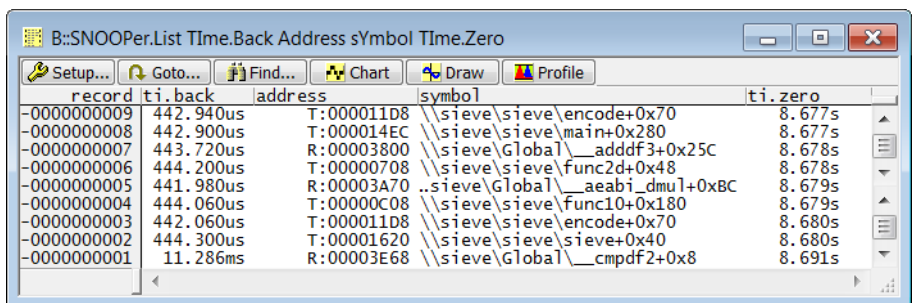 B::SNOOPer.List TIme.Back Address sYmbol TIme.Zero
Setup... Goto... Find... Chart Draw Profile
record ti.back address symbol ti.zero
-0000000009 442.940us T:000011D8 \\sieve\sieve\encode+0x70 8.677s
-0000000008 442.900us T:000014EC \\sieve\sieve\main+0x280 8.677s
-0000000007 443.720us R:00003800 \\sieve\Global\__adddf3+0x25C 8.678s
-0000000006 444.200us T:00000708 \\sieve\sieve\func2d+0x48 8.678s
-0000000005 441.980us R:00003A70 ..sieve\Global\__aeabi_dmul+0xBC 8.679s
-0000000004 444.060us T:00000C08 \\sieve\sieve\func10+0x180 8.679s
-0000000003 442.060us T:000011D8 \\sieve\sieve\encode+0x70 8.680s
-0000000002 444.300us T:00001620 \\sieve\sieve\sieve+0x40 8.680s
-0000000001 11.286ms R:00003E68 \\sieve\Global\__cmpdf2+0x8 8.691s